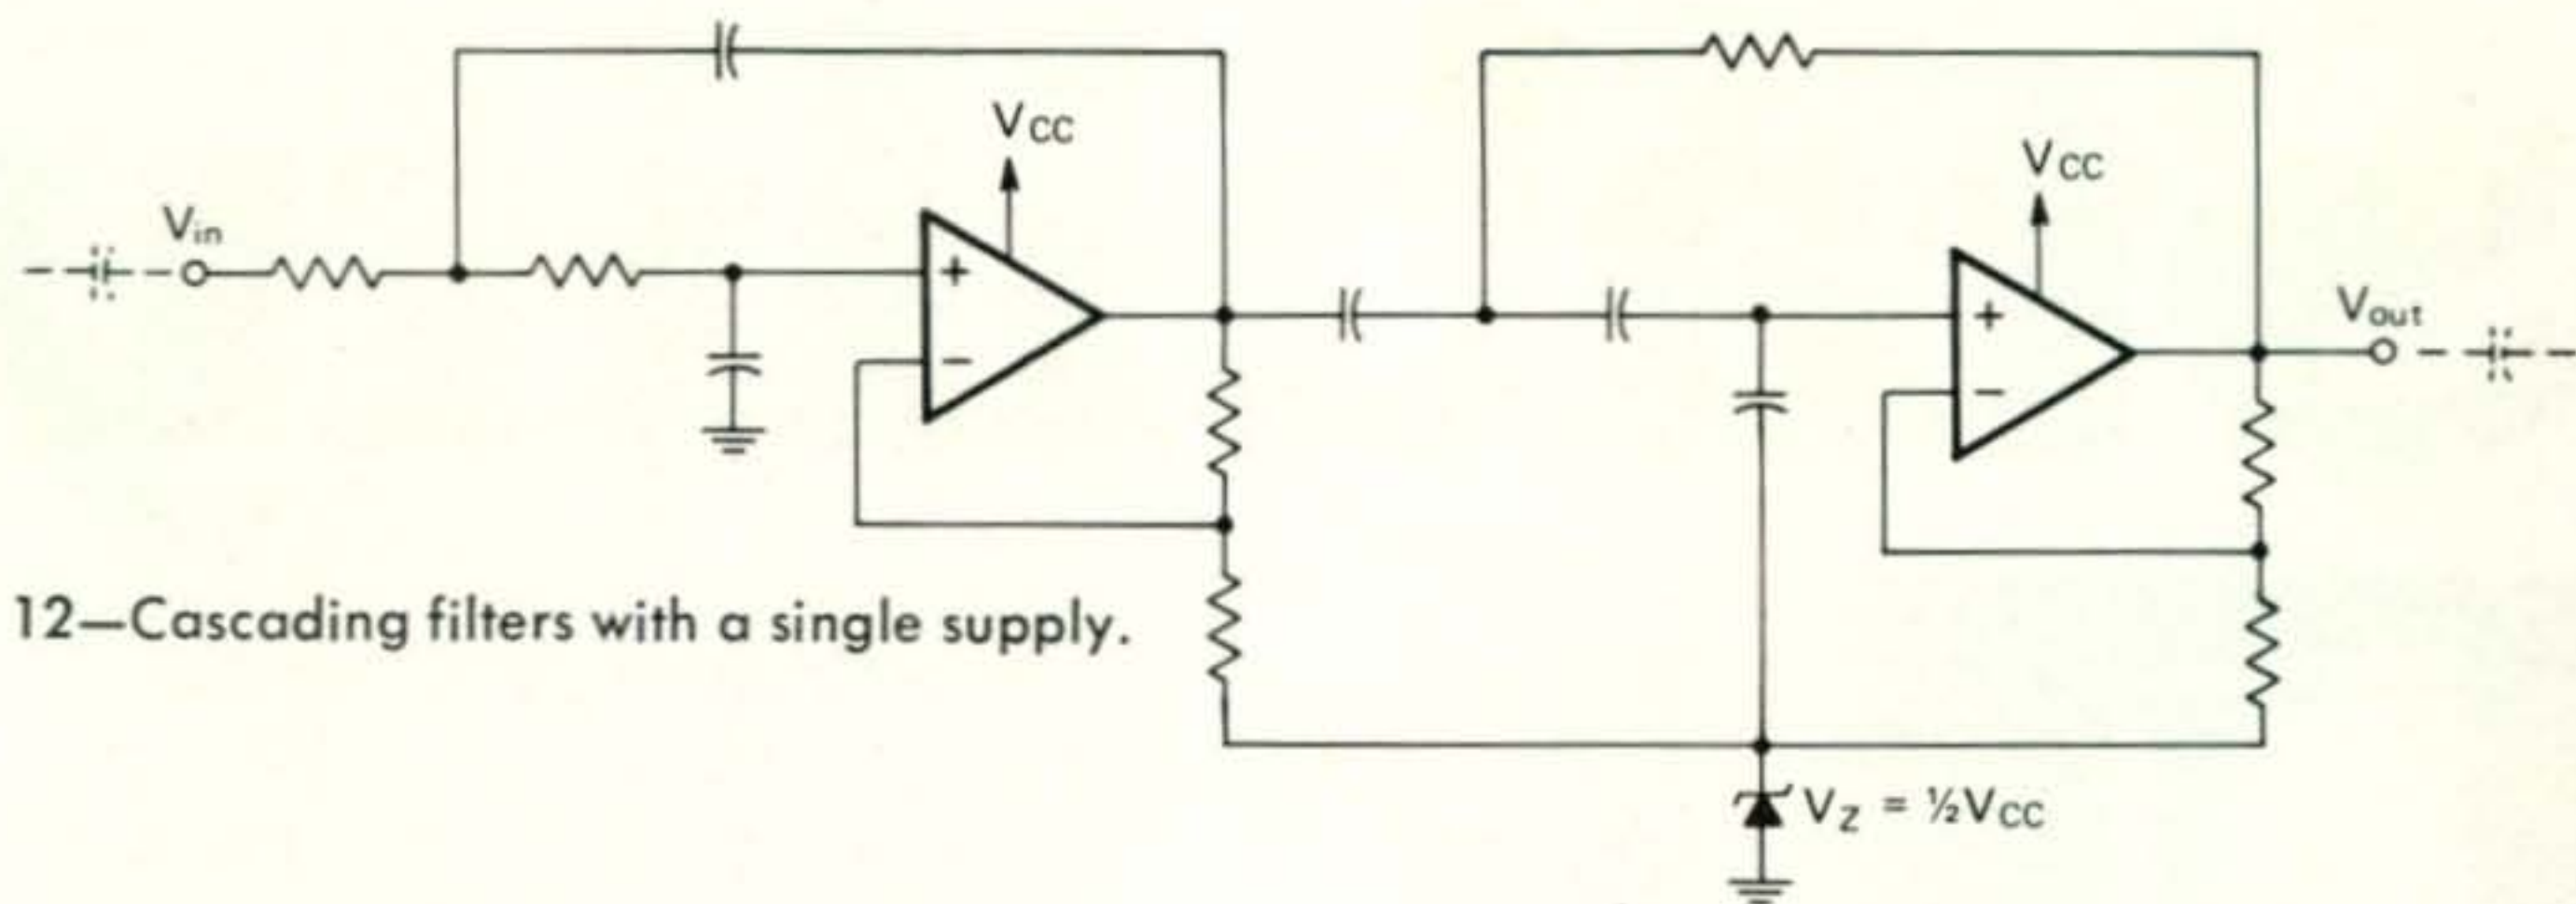 VCC
VCC
Vin
+
−
+
−
Vout
12—Cascading filters with a single supply.
VZ = ½VCC